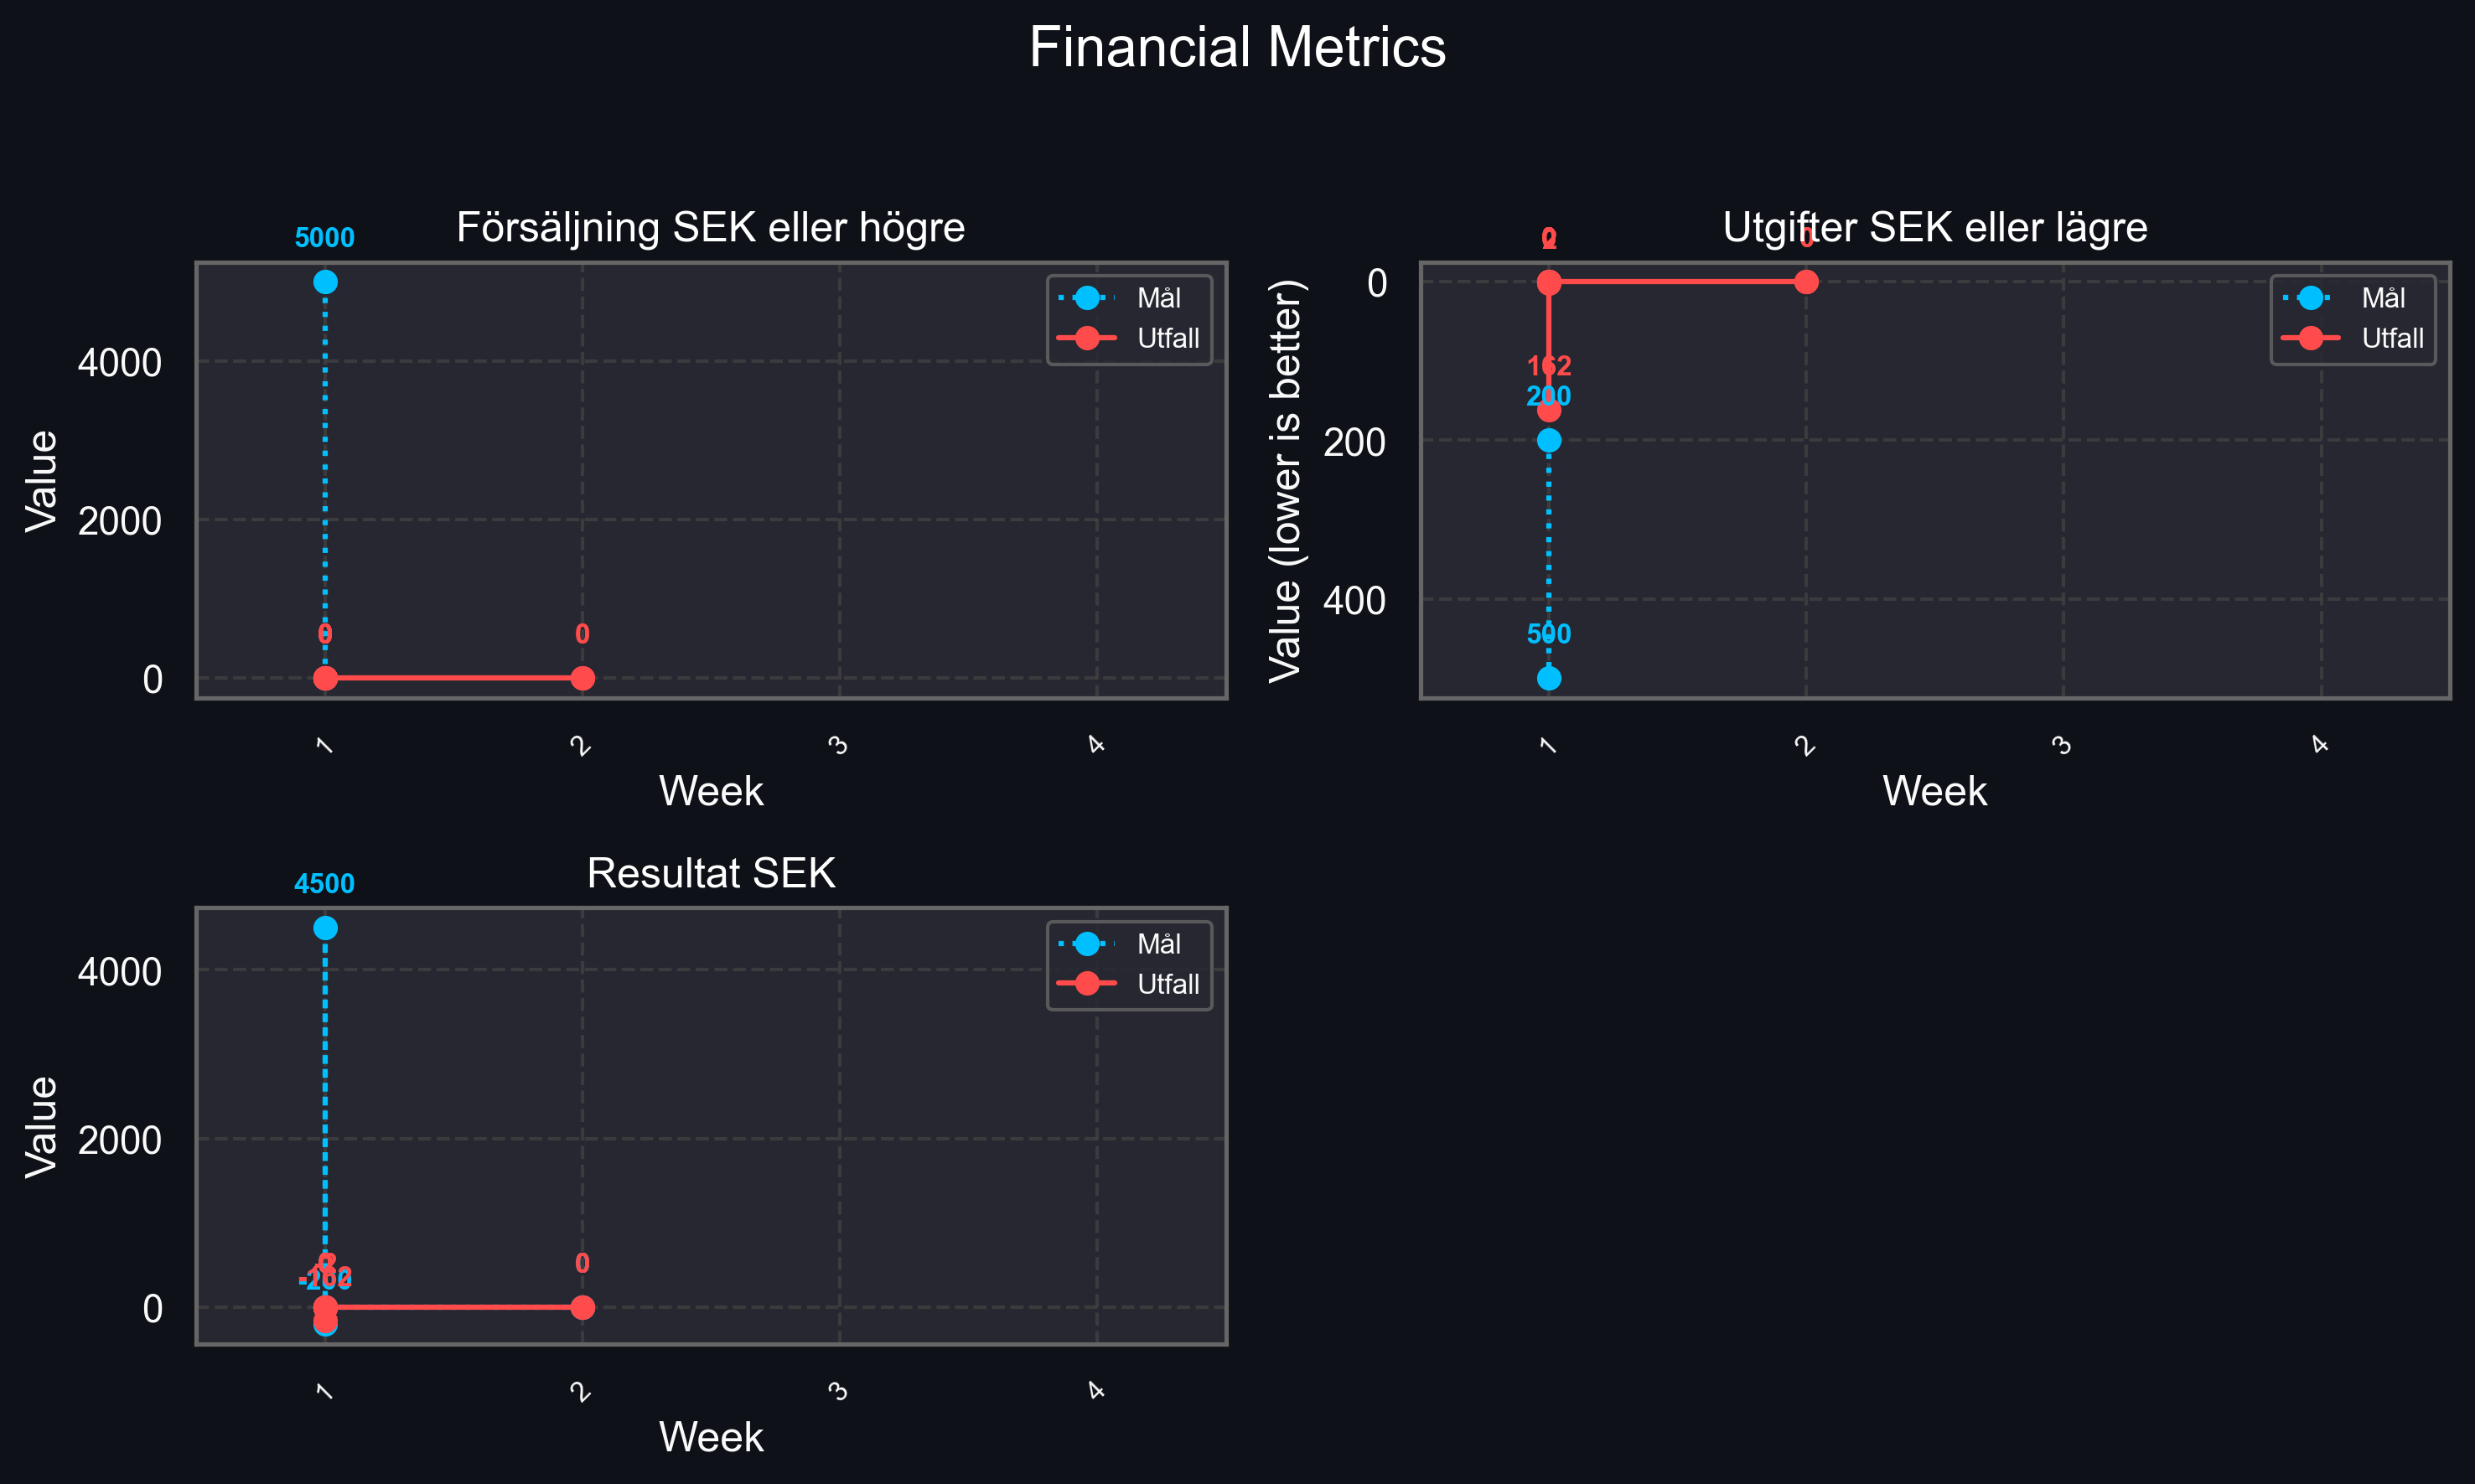 Financial Metrics
Försäljning SEK eller högre
5000
Mål
Utfall
4000
2000
0
0
0
Value
1
2
3
4
Week
Utgifter SEK eller lägre
0
Mål
Utfall
0
162
200
200
400
500
Value (lower is better)
1
2
3
4
Week
Resultat SEK
4500
Mål
Utfall
4000
2000
0
0
Value
1
2
3
4
Week